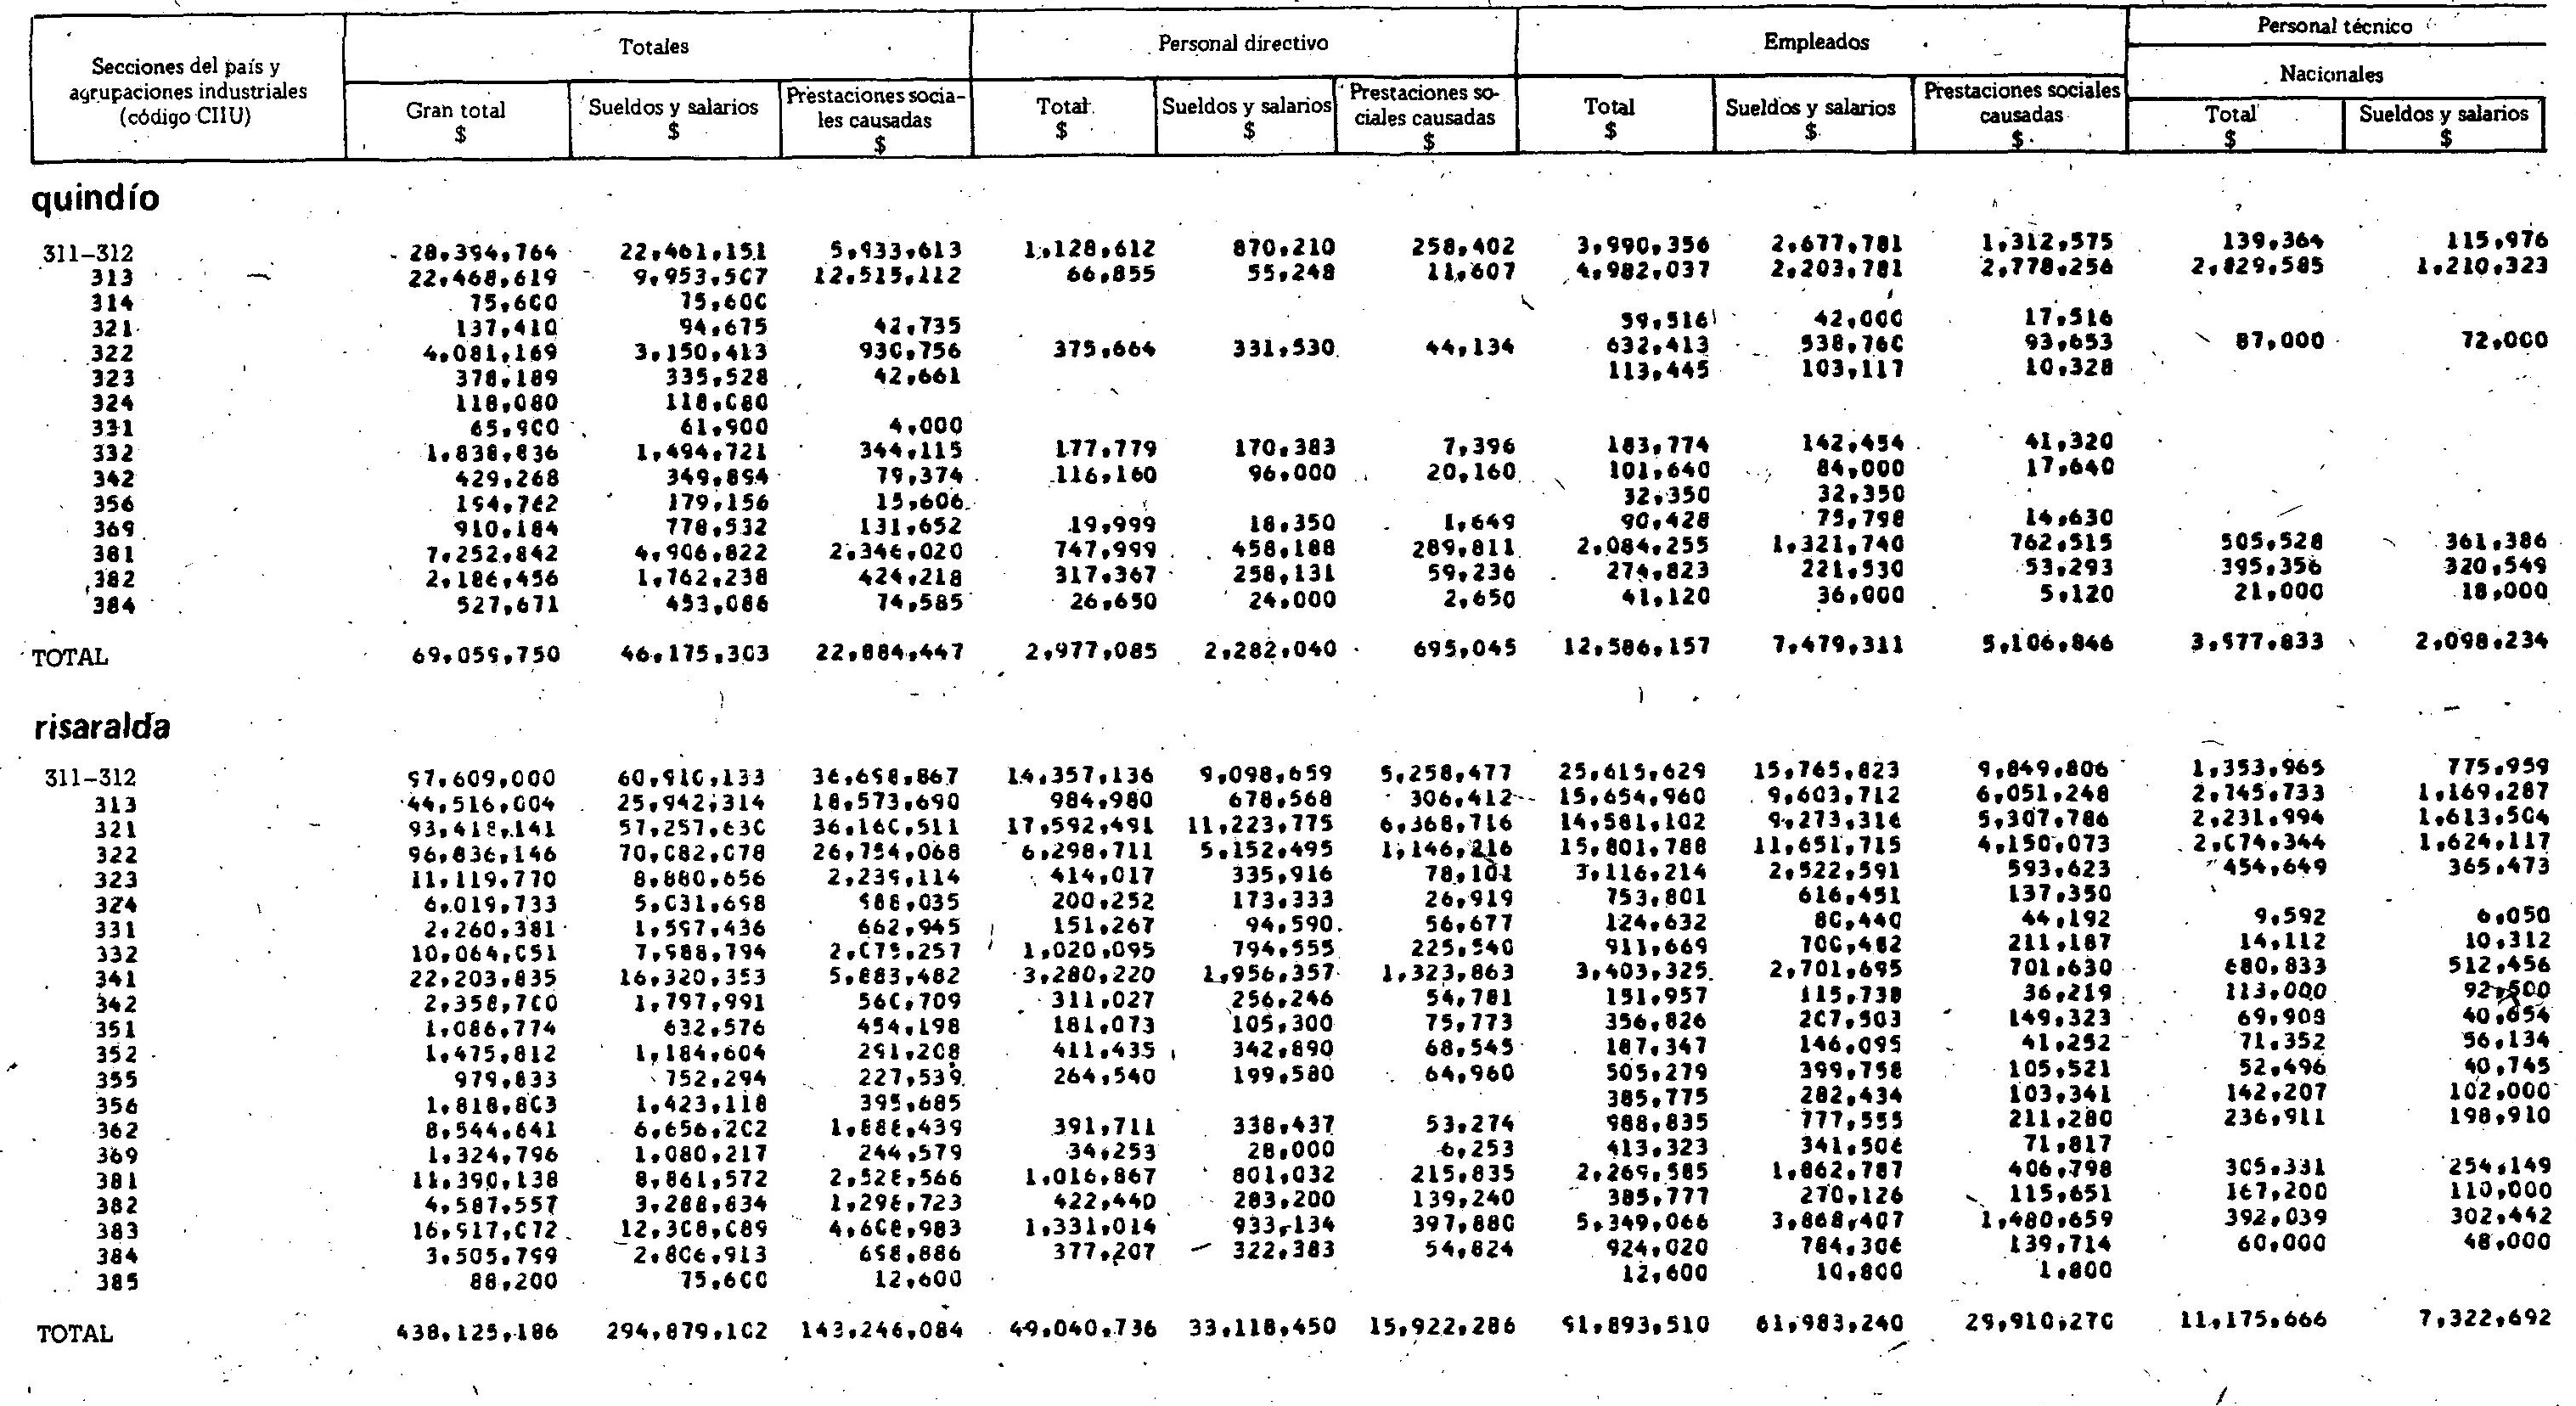 Secciones del país y
agrupaciones industriales
(código CIIU)
Totales
Personal directivo
Empleados
Personal técnico
Nacionales
Gran total $ Sueldos y salarios $ Prestaciones socia-les causadas $ Total $ Sueldos y salarios $ Prestaciones so-ciales causadas $ Total $ Sueldos y salarios $ Prestaciones sociales causadas $ Total $ Sueldos y salarios $
quindío
311-312 28,394,764 22,461,151 5,933,613 1,128,612 870,210 258,402 3,990,356 2,677,781 1,312,575 139,364 115,976
313 22,468,619 9,953,507 12,515,112 66,855 55,248 11,607 4,982,037 2,203,781 2,778,256 2,829,585 1,210,323
314 75,600 75,600
321 137,410 94,675 42,735 59,516 42,000 17,516
322 4,081,169 3,150,413 930,756 375,664 331,530 44,134 632,413 538,760 93,653 87,000 72,000
323 378,189 335,528 42,661 113,445 103,117 10,328
324 118,080 118,080
331 65,900 61,900 4,000
332 1,838,836 1,494,721 344,115 177,779 170,383 7,396 183,774 142,454 41,320
342 429,268 349,894 79,374 116,160 96,000 20,160 101,640 84,000 17,640
356 194,762 179,156 15,606 32,350 32,350
369 910,184 778,532 131,652 19,999 18,350 1,649 90,428 75,798 14,630
381 7,252,842 4,906,822 2,346,020 747,999 458,188 289,811 2,084,255 1,321,740 762,515 505,528 361,386
382 2,186,456 1,762,238 424,218 317,367 258,131 59,236 274,823 221,530 53,293 395,356 320,549
384 527,671 453,086 74,585 26,650 24,000 2,650 41,120 36,000 5,120 21,000 18,000
TOTAL 69,059,750 46,175,303 22,884,447 2,977,085 2,282,040 695,045 12,586,157 7,479,311 5,106,846 3,977,833 2,098,234
risaralda
311-312 97,609,000 60,910,133 36,698,867 14,357,136 9,098,659 5,258,477 25,615,629 15,765,823 9,849,806 1,353,965 775,959
313 44,516,004 25,942,314 18,573,690 984,980 678,568 306,412 15,654,960 9,603,712 6,051,248 2,745,733 1,169,287
321 93,418,141 57,257,630 36,160,511 17,592,491 11,223,775 6,368,716 14,581,102 9,273,316 5,307,786 2,231,994 1,613,504
322 96,836,146 70,082,078 26,754,068 6,298,711 5,152,495 1,146,216 15,801,788 11,651,715 4,150,073 2,074,344 1,624,117
323 11,119,770 8,880,656 2,239,114 414,017 335,916 78,101 3,116,214 2,522,591 593,623 454,649 365,473
324 6,019,733 5,031,698 988,035 200,252 173,333 26,919 753,801 616,451 137,350
331 2,260,381 1,597,436 662,945 151,267 94,590 56,677 124,632 80,440 44,192 9,592 6,050
332 10,064,051 7,988,794 2,075,257 1,020,095 794,555 225,540 911,669 700,482 211,187 14,112 10,312
341 22,203,835 16,320,353 5,883,482 3,280,220 1,956,357 1,323,863 3,403,325 2,701,695 701,630 680,833 512,456
342 2,358,700 1,797,991 560,709 311,027 256,246 54,781 151,957 115,738 36,219 113,000 92,500
351 1,086,774 632,576 454,198 181,073 105,300 75,773 356,826 207,503 149,323 69,908 40,654
352 1,475,812 1,184,604 291,208 411,435 342,890 68,545 187,347 146,095 41,252 71,352 56,134
355 979,833 752,294 227,539 264,540 199,580 64,960 505,279 399,758 105,521 52,496 40,745
356 1,818,803 1,423,118 395,685 385,775 282,434 103,341 142,207 102,000
362 8,544,641 6,656,202 1,888,439 391,711 338,437 53,274 988,835 777,555 211,280 236,911 198,910
369 1,324,796 1,080,217 244,579 34,253 28,000 6,253 413,323 341,506 71,817
381 11,390,138 8,861,572 2,528,566 1,016,867 801,032 215,835 2,269,585 1,862,787 406,798 305,331 254,149
382 4,587,557 3,288,834 1,298,723 422,440 283,200 139,240 385,777 270,126 115,651 167,200 110,000
383 16,917,072 12,308,089 4,608,983 1,331,014 933,134 397,880 5,349,066 3,868,407 1,480,659 392,039 302,442
384 3,505,799 2,806,913 698,886 377,207 322,383 54,824 924,020 784,306 139,714 60,000 48,000
385 88,200 75,600 12,600 12,600 10,800 1,800
TOTAL 438,125,186 294,879,102 143,246,084 49,040,736 33,118,450 15,922,286 91,893,510 61,983,240 29,910,270 11,175,666 7,322,692